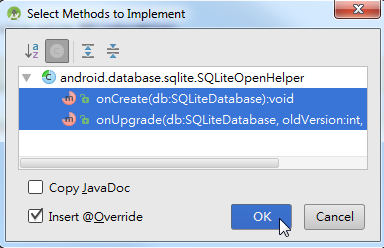 Select Methods to Implement
android.database.sqlite.SQLiteOpenHelper
onCreate(db:SQLiteDatabase):void
onUpgrade(db:SQLiteDatabase, oldVersion:int,
Copy JavaDoc
Insert @Override
OK
Cancel